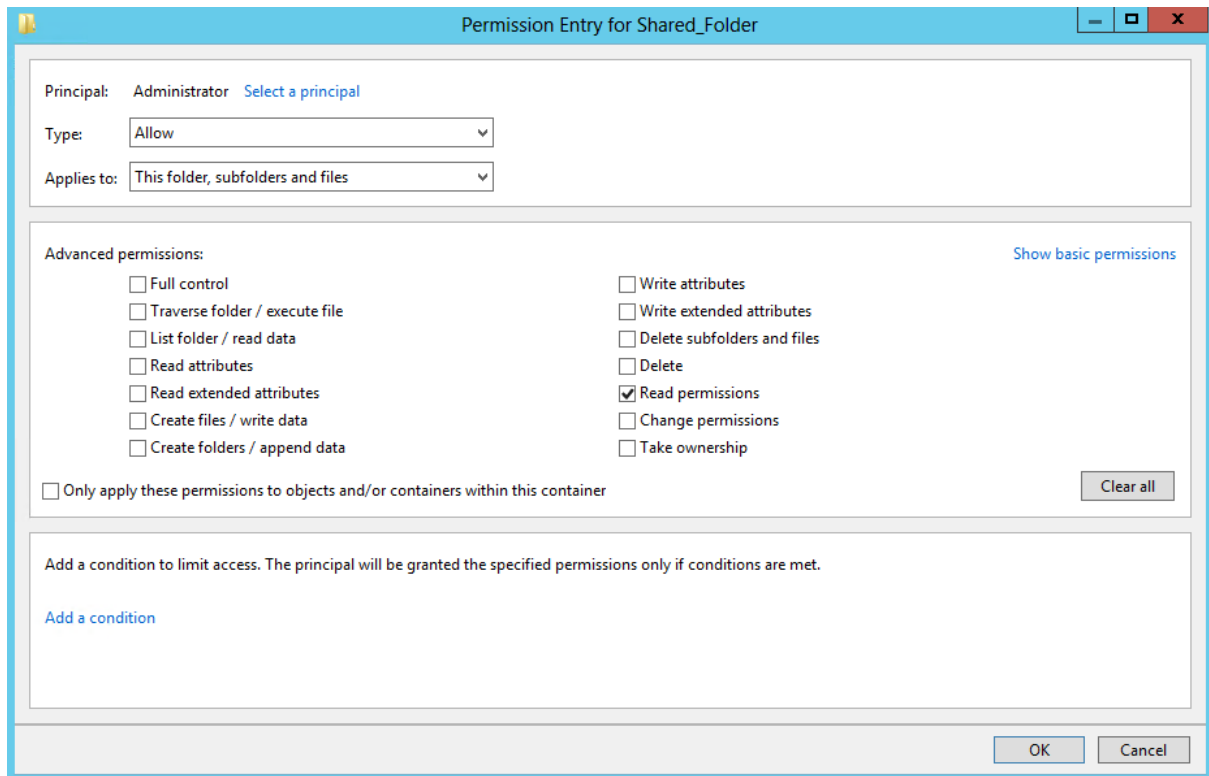 Permission Entry for Shared_Folder
Principal: Administrator Select a principal
Type: Allow
Applies to: This folder, subfolders and files
Advanced permissions: Show basic permissions
Full control Write attributes
Traverse folder / execute file Write extended attributes
List folder / read data Delete subfolders and files
Read attributes Delete
Read extended attributes Read permissions
Create files / write data Change permissions
Create folders / append data Take ownership
Only apply these permissions to objects and/or containers within this container Clear all
Add a condition to limit access. The principal will be granted the specified permissions only if conditions are met.
Add a condition
OK Cancel